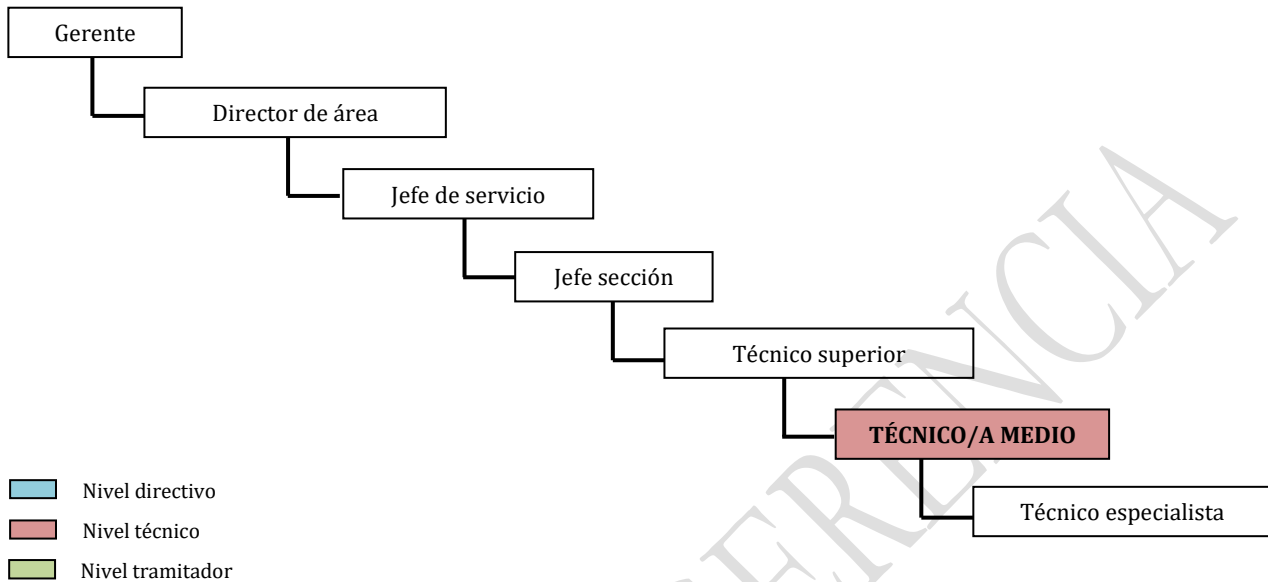 Gerente
Director de área
Jefe de servicio
Jefe sección
Técnico superior
TÉCNICO/A MEDIO
Técnico especialista
Nivel directivo
Nivel técnico
Nivel tramitador
ERENCIA